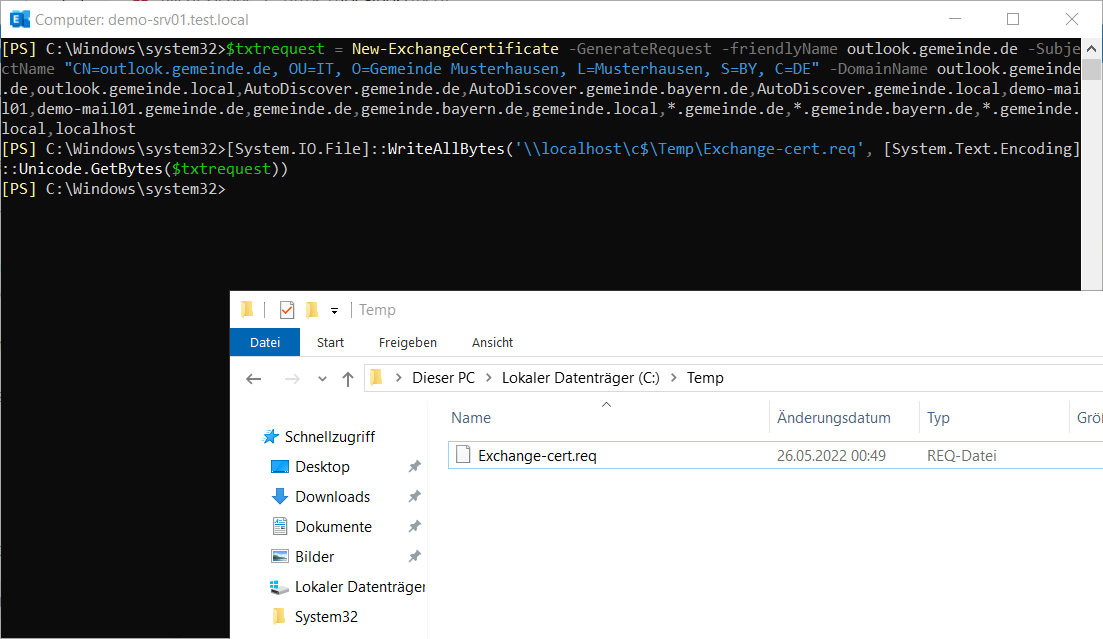 Computer: demo-srv01.test.local
[PS] C:\Windows\system32>$txtrequest = New-ExchangeCertificate -GenerateRequest -friendlyName outlook.gemeinde.de -Subje
ctName "CN=outlook.gemeinde.de, OU=IT, O=Gemeinde Musterhausen, L=Musterhausen, S=BY, C=DE" -DomainName outlook.gemeinde
.de,outlook.gemeinde.local,AutoDiscover.gemeinde.de,AutoDiscover.gemeinde.bayern.de,AutoDiscover.gemeinde.local,demo-mai
l01,demo-mail01.gemeinde.de,gemeinde.de,gemeinde.bayern.de,gemeinde.local,*.gemeinde.de,*.gemeinde.bayern.de,*.gemeinde.
local,localhost
[PS] C:\Windows\system32>[System.IO.File]::WriteAllBytes('\\localhost\c$\Temp\Exchange-cert.req', [System.Text.Encoding]
::Unicode.GetBytes($txtrequest))
[PS] C:\Windows\system32>
Temp
Datei Start Freigeben Ansicht
Dieser PC > Lokaler Datenträger (C:) > Temp
Name Änderungsdatum Typ Grö
Schnellzugriff
Exchange-cert.req 26.05.2022 00:49 REQ-Datei
Desktop
Downloads
Dokumente
Bilder
Lokaler Datenträger
System32